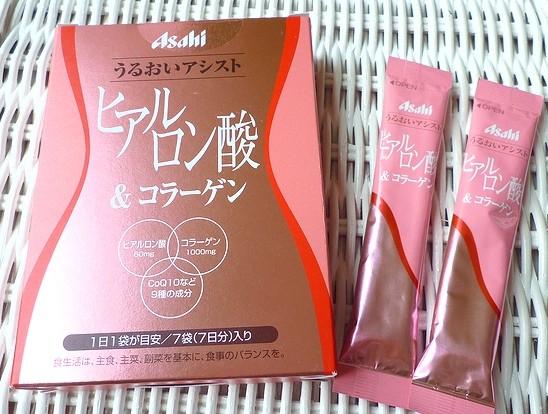 Asahi
うるおいアシスト
ヒアル
ロン酸
& コラーゲン
ヒアルロン酸
60mg
コラーゲン
1000mg
CoQ10など
9種の成分
1日1袋が目安／7袋(7日分)入り
食生活は、主食、主菜、副菜を基本に、食事のバランスを。
OPEN
Asahi
うるおいアシスト
ヒアル
ロン酸
& コラーゲン
OPEN
Asahi
うるおいアシスト
ヒアル
ロン酸
& コラーゲン